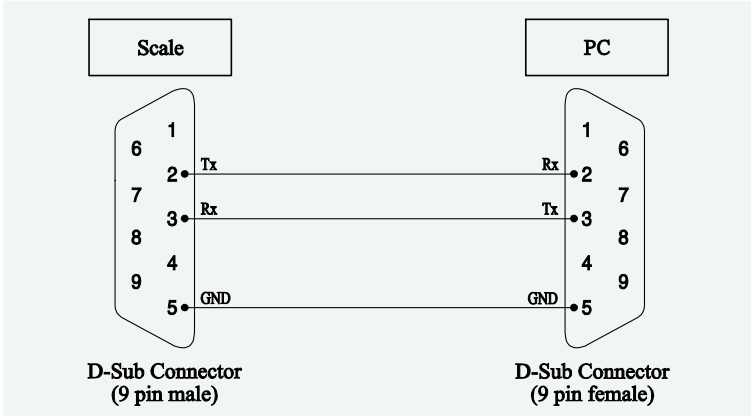 Scale
PC
1
6
2
Tx
7
3
Rx
8
4
9
5
GND
1
6
Rx
2
7
Tx
3
8
4
9
GND
5
D-Sub Connector
(9 pin male)
D-Sub Connector
(9 pin female)